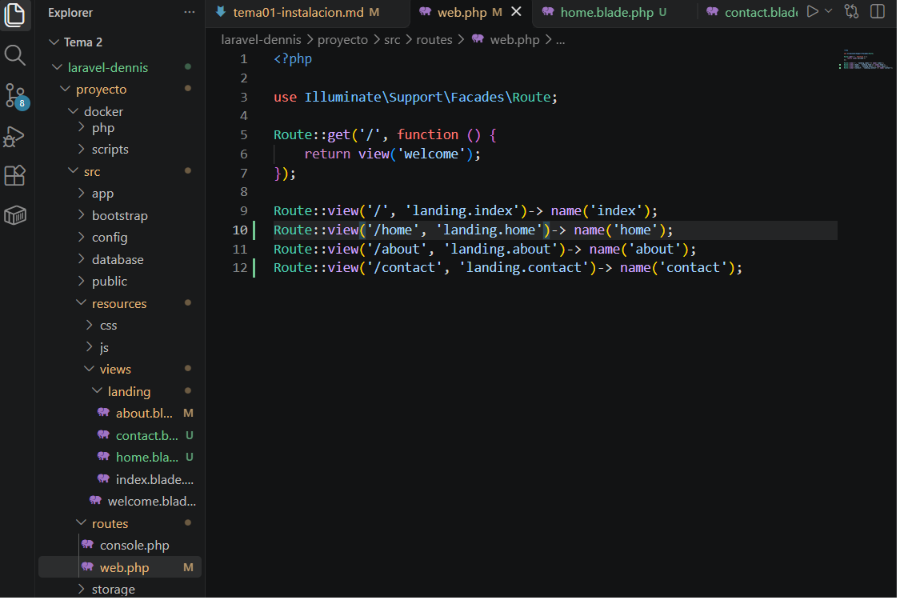 Explorer
tema01-instalacion.md M
web.php M
home.blade.php U
contact.blade
Tema 2
laravel-dennis
proyecto
docker
php
scripts
src
app
bootstrap
config
database
public
resources
css
js
views
landing
about.bl... M
contact.b... U
home.bla... U
index.blade....
welcome.blad...
routes
console.php
web.php M
storage
8
laravel-dennis > proyecto > src > routes > web.php > ...
1 <?php
2
3 use Illuminate\Support\Facades\Route;
4
5 Route::get('/', function () {
6 return view('welcome');
7 });
8
9 Route::view('/', 'landing.index')-> name('index');
10 Route::view('/home', 'landing.home')-> name('home');
11 Route::view('/about', 'landing.about')-> name('about');
12 Route::view('/contact', 'landing.contact')-> name('contact');